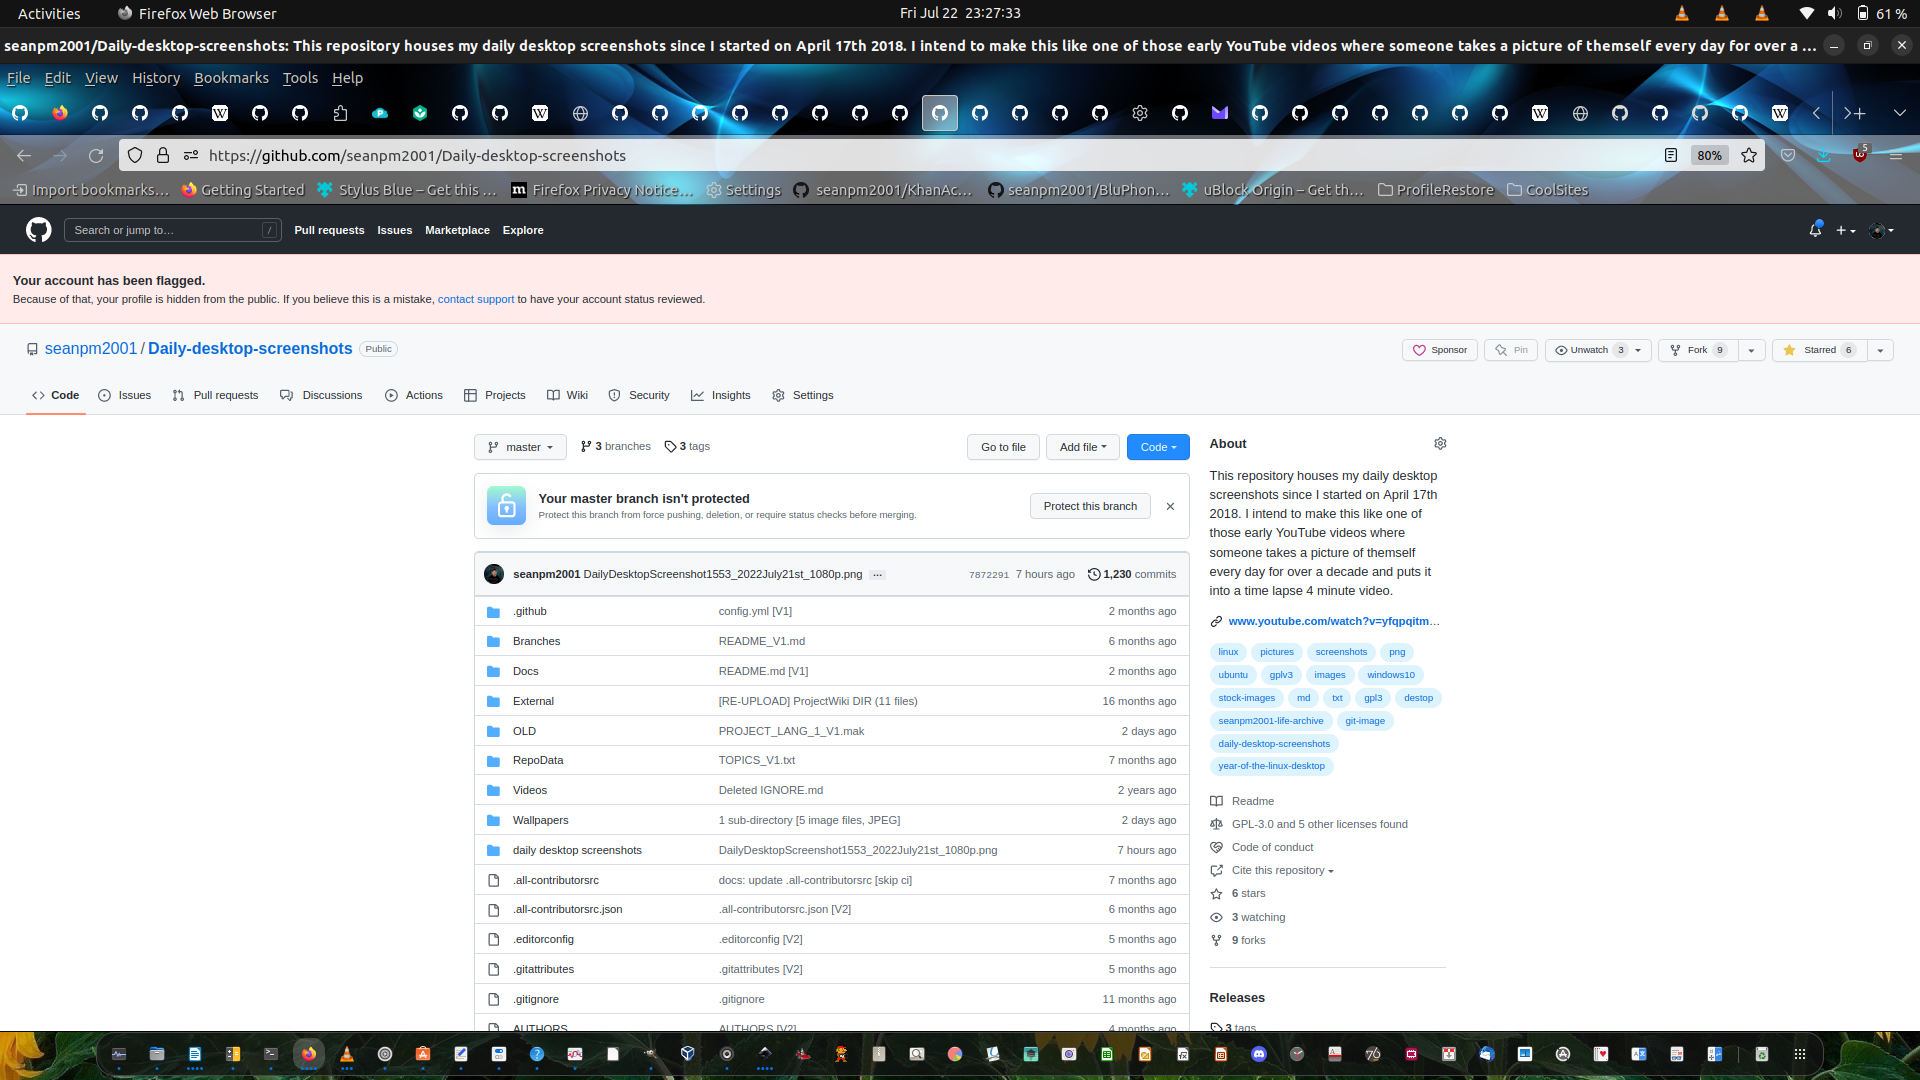 Activities
Firefox Web Browser
Fri Jul 22 23:27:33
61 %
seanpm2001/Daily-desktop-screenshots: This repository houses my daily desktop screenshots since I started on April 17th 2018. I intend to make this like one of those early YouTube videos where someone takes a picture of themself every day for over a ...
File Edit View History Bookmarks Tools Help
https://github.com/seanpm2001/Daily-desktop-screenshots
80%
5
Import bookmarks...
Getting Started
Stylus Blue – Get this ...
Firefox Privacy Notice...
Settings
seanpm2001/KhanAc...
seanpm2001/BluPhon...
uBlock Origin – Get th...
ProfileRestore
CoolSites
Search or jump to...
/
Pull requests Issues Marketplace Explore
Your account has been flagged.
Because of that, your profile is hidden from the public. If you believe this is a mistake, contact support to have your account status reviewed.
seanpm2001 / Daily-desktop-screenshots Public
Sponsor
Pin
Unwatch 3
Fork 9
Starred 6
Code Issues Pull requests Discussions Actions Projects Wiki Security Insights Settings
master
3 branches
3 tags
Go to file
Add file
Code
Your master branch isn't protected
Protect this branch from force pushing, deletion, or require status checks before merging.
Protect this branch
seanpm2001 DailyDesktopScreenshot1553_2022July21st_1080p.png ...
7872291 7 hours ago 1,230 commits
.github config.yml [V1] 2 months ago
Branches README_V1.md 6 months ago
Docs README.md [V1] 2 months ago
External [RE-UPLOAD] ProjectWiki DIR (11 files) 16 months ago
OLD PROJECT_LANG_1_V1.mak 2 days ago
RepoData TOPICS_V1.txt 7 months ago
Videos Deleted IGNORE.md 2 years ago
Wallpapers 1 sub-directory [5 image files, JPEG] 2 days ago
daily desktop screenshots DailyDesktopScreenshot1553_2022July21st_1080p.png 7 hours ago
.all-contributorsrc docs: update .all-contributorsrc [skip ci] 7 months ago
.all-contributorsrc.json .all-contributorsrc.json [V2] 6 months ago
.editorconfig .editorconfig [V2] 5 months ago
.gitattributes .gitattributes [V2] 5 months ago
.gitignore .gitignore 11 months ago
AUTHORS AUTHORS [V2] 4 months ago
About
This repository houses my daily desktop
screenshots since I started on April 17th
2018. I intend to make this like one of
those early YouTube videos where
someone takes a picture of themself
every day for over a decade and puts it
into a time lapse 4 minute video.
www.youtube.com/watch?v=yfqpqitm...
linux pictures screenshots png
ubuntu gplv3 images windows10
stock-images md txt gpl3 destop
seanpm2001-life-archive git-image
daily-desktop-screenshots
year-of-the-linux-desktop
Readme
GPL-3.0 and 5 other licenses found
Code of conduct
Cite this repository
6 stars
3 watching
9 forks
Releases
3 tags